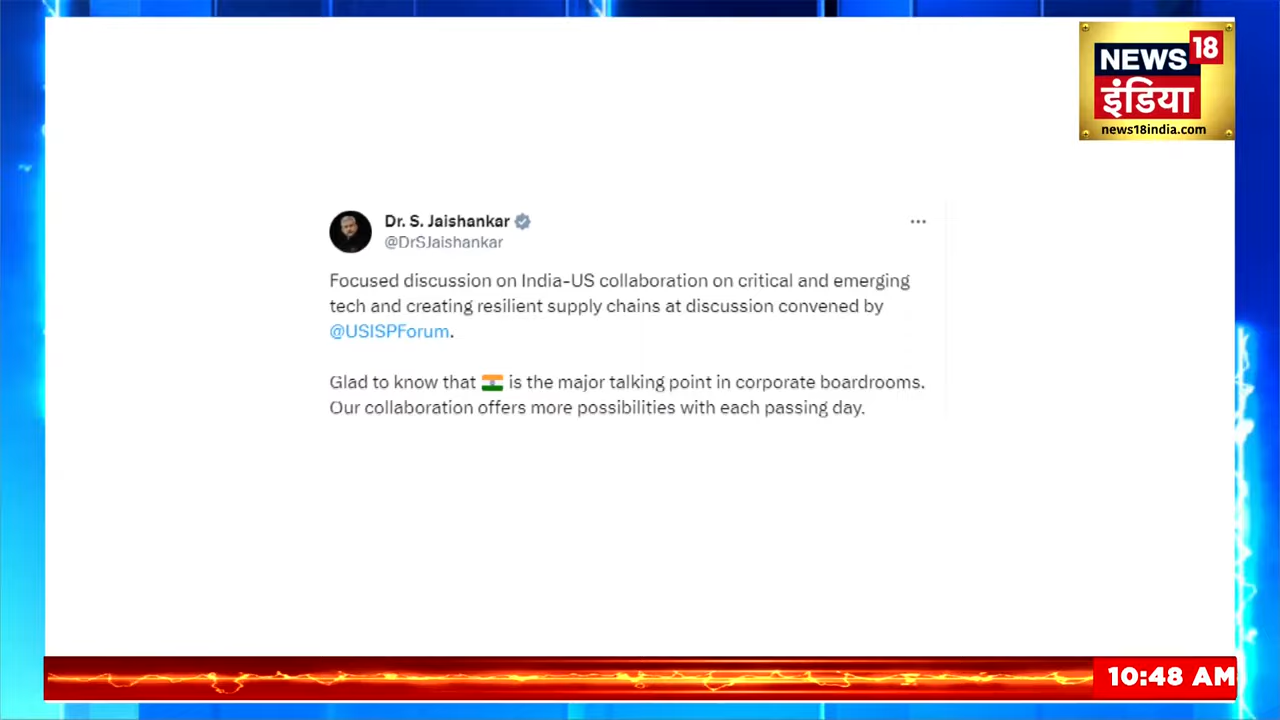 NEWS 18
इंडिया
news18india.com
Dr. S. Jaishankar
@DrSJaishankar
Focused discussion on India-US collaboration on critical and emerging
tech and creating resilient supply chains at discussion convened by
@USISPForum.
Glad to know that 🇮🇳 is the major talking point in corporate boardrooms.
Our collaboration offers more possibilities with each passing day.
10:48 AM